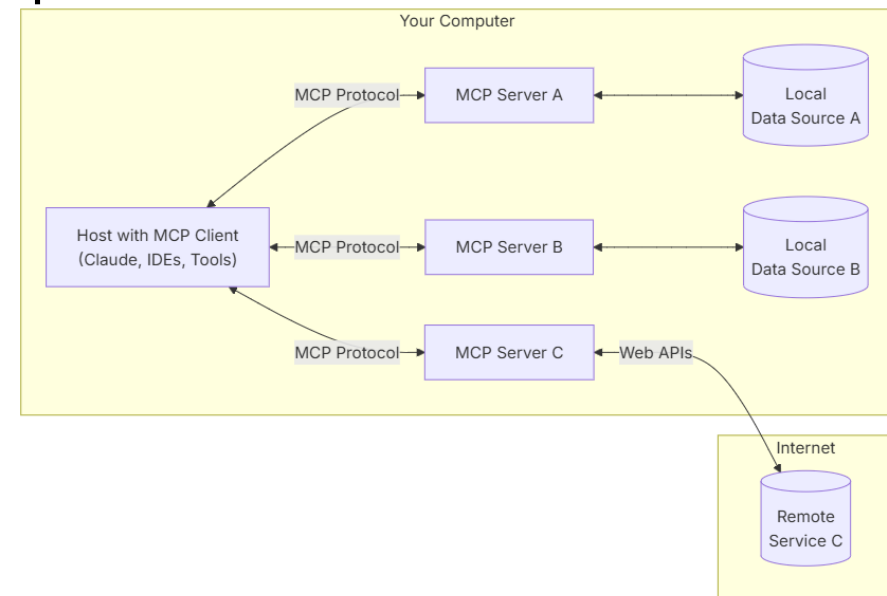 Your Computer
MCP Protocol
MCP Server A
Local
Data Source A
Host with MCP Client
(Claude, IDEs, Tools)
MCP Protocol
MCP Server B
Local
Data Source B
MCP Protocol
MCP Server C
Web APIs
Internet
Remote
Service C